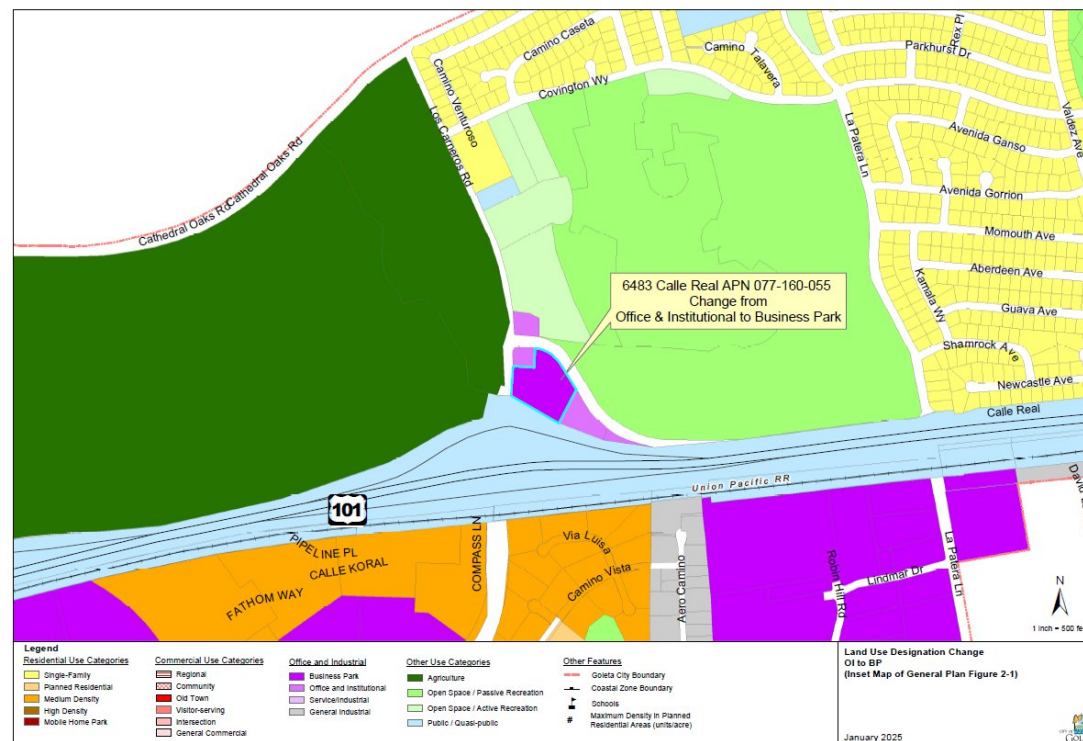 Camino Caseta
Camino Venturoso
Covington Wy
Camino
Talavera
Rex Pl
Parkhurst Dr
Valdez Ave
Los Carneros Rd
La Patera Ln
Avenida Ganso
Cathedral Oaks Rd
Cathedral Oaks Rd
Avenida Gorrion
Momouth Ave
Aberdeen Ave
6483 Calle Real APN 077-160-055
Change from
Office & Institutional to Business Park
Kamala Wy
Guava Ave
Shamrock Ave
Newcastle Ave
Calle Real
Union Pacific RR
101
PIPELINE PL
CALLE KORAL
FATHOM WAY
COMPASS LN
Via Luisa
Camino Vista
Aero Camino
Robin Hill Rd
Lindmar Dr
La Patera Ln
N
1 inch = 500 fe
Legend
Residential Use Categories
Single-Family
Planned Residential
Medium Density
High Density
Mobile Home Park
Commercial Use Categories
Regional
Community
Old Town
Visitor-serving
Intersection
General Commercial
Office and Industrial
Business Park
Office and Institutional
Service/Industrial
General Industrial
Other Use Categories
Agriculture
Open Space / Passive Recreation
Open Space / Active Recreation
Public / Quasi-public
Other Features
Goleta City Boundary
Coastal Zone Boundary
Schools
# Maximum Density in Planned
Residential Areas (units/acre)
Land Use Designation Change
OI to BP
(Inset Map of General Plan Figure 2-1)
January 2025